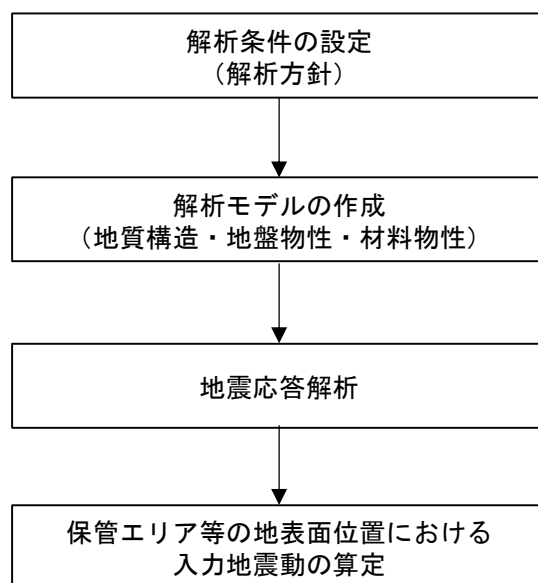 解析条件の設定
（解析方針）
解析モデルの作成
（地質構造・地盤物性・材料物性）
地震応答解析
保管エリア等の地表面位置における
入力地震動の算定